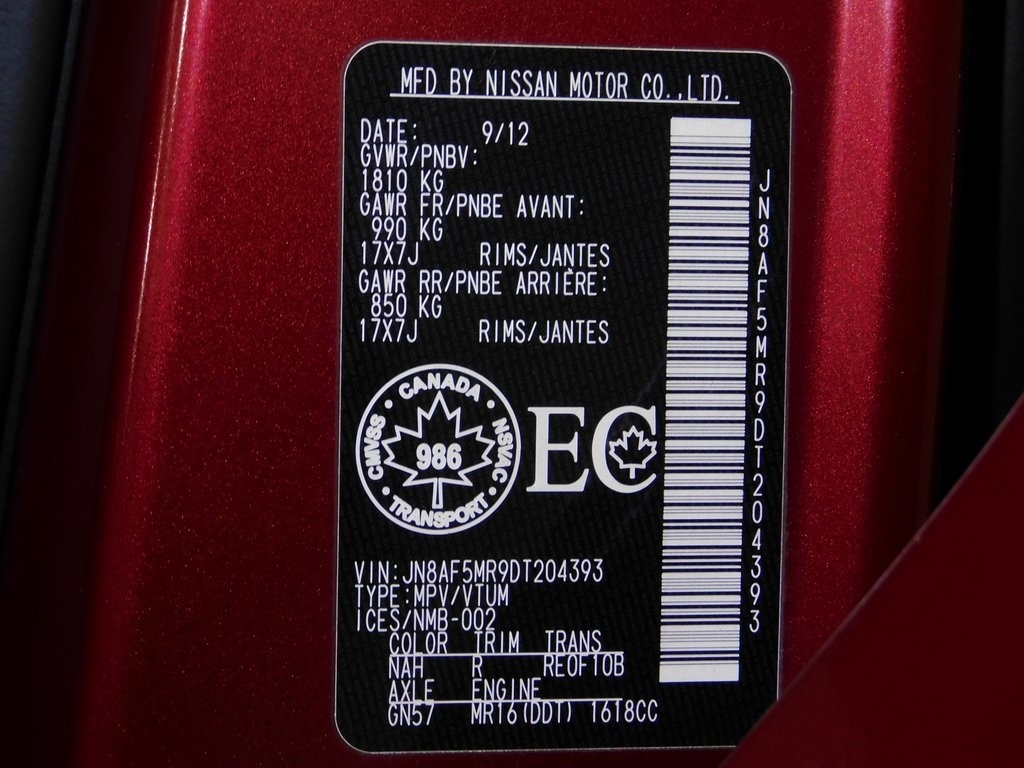 MFD BY NISSAN MOTOR CO.,LTD.
DATE: 9/12
GVWR/PNBV:
1810 KG
GAWR FR/PNBE AVANT:
990 KG
17X7J RIMS/JANTES
GAWR RR/PNBE ARRIÈRE:
850 KG
17X7J RIMS/JANTES
CANADA
CMVSS
NSVAC
986
TRANSPORT
EC
VIN:JN8AF5MR9DT204393
TYPE:MPV/VTUM
ICES/NMB-002
COLOR TRIM TRANS
NAH R RE0F10B
AXLE ENGINE
GN57 MR16(DDT) 1618CC
JN8AF5MR9DT204393